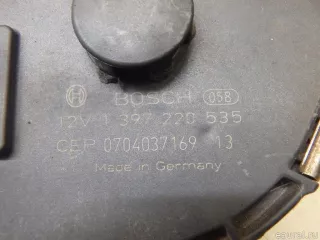 BOSCH 058
12V 1 397 220 535
CEP 0704037169 13
Made in Germany